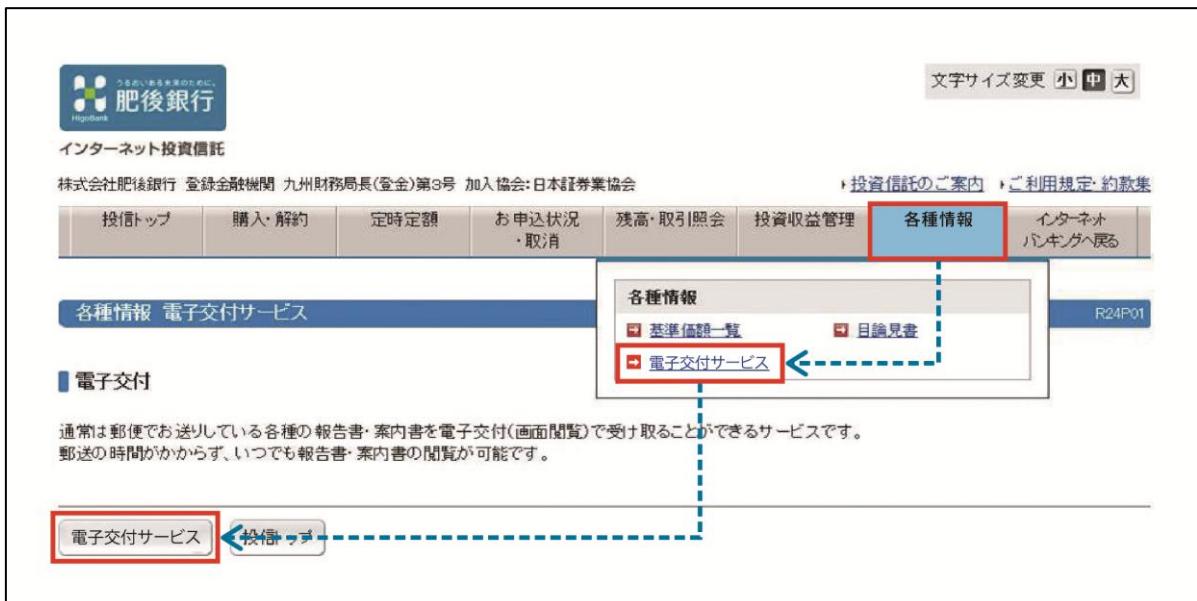 うるおいある未来のために。
肥後銀行
HigoBank
文字サイズ変更 小 中 大
インターネット投資信託
株式会社肥後銀行 登録金融機関 九州財務局長(登金)第3号 加入協会:日本証券業協会
投資信託のご案内 ご利用規定・約款集
投信トップ 購入・解約 定時定額 お申込状況・取消 残高・取引照会 投資収益管理 各種情報 インターネットバンキングへ戻る
各種情報 電子交付サービス
R24P01
各種情報
基準価額一覧 目論見書
電子交付サービス
電子交付
通常は郵便でお送りしている各種の報告書・案内書を電子交付(画面閲覧)で受け取ることができるサービスです。
郵送の時間がかからず、いつでも報告書・案内書の閲覧が可能です。
電子交付サービス 投信トップ